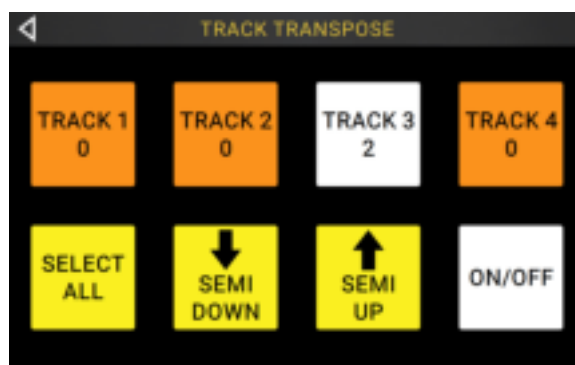 TRACK TRANSPOSE
TRACK 1
0
TRACK 2
0
TRACK 3
2
TRACK 4
0
SELECT
ALL
SEMI
DOWN
SEMI
UP
ON/OFF